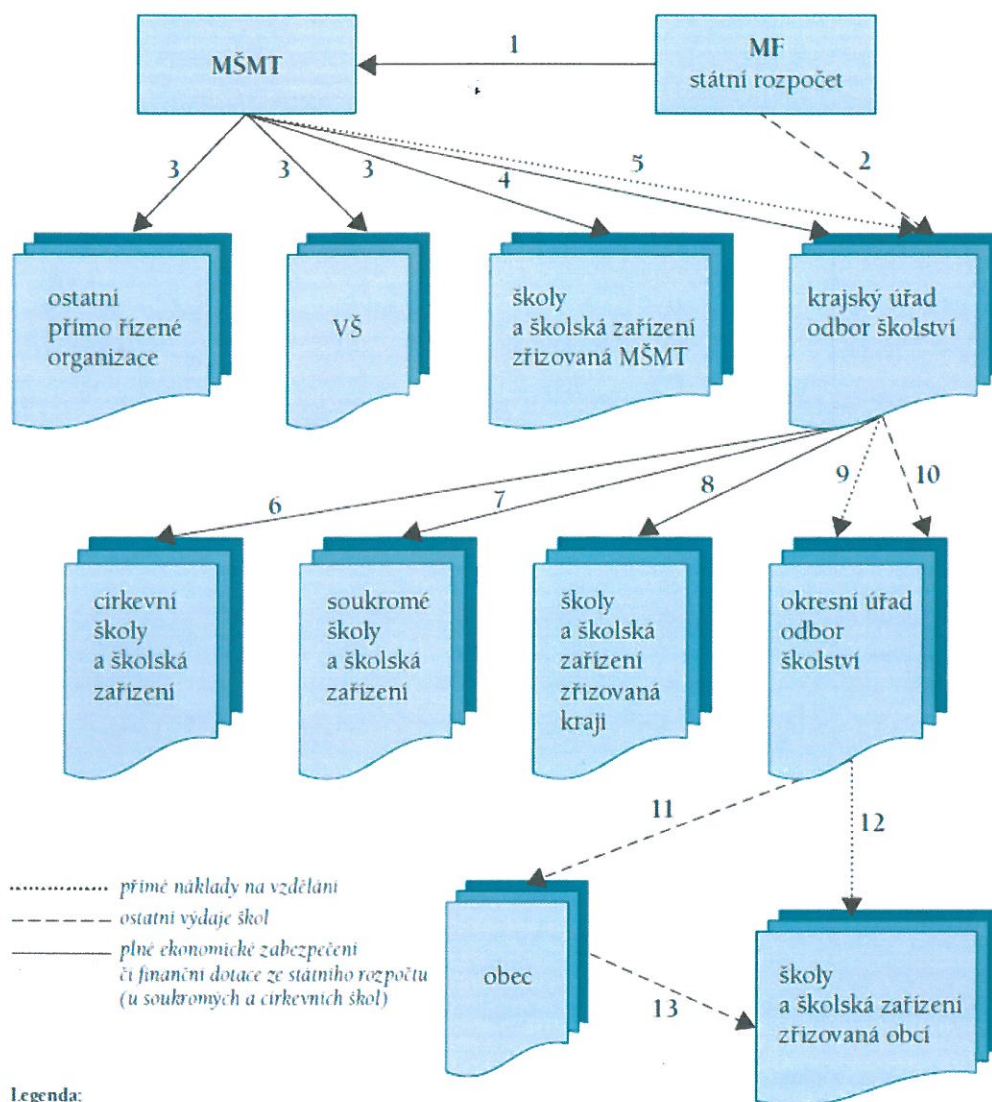 MŠMT
1
MF
státní rozpočet
3
3
3
4
5
2
ostatní
přímo řízené
organizace
VŠ
školy
a školská zařízení
zřizovaná MŠMT
krajský úřad
odbor školství
6
7
8
9
10
církevní
školy
a školská
zařízení
soukromé
školy
a školská
zařízení
školy
a školská
zařízení
zřizovaná
kraji
okresní úřad
odbor
školství
11
12
přímé náklady na vzdělání
ostatní výdaje škol
plné ekonomické zabezpečení
či finanční dotace ze státního rozpočtu
(u soukromých a církevních škol)
obec
13
školy
a školská zařízení
zřizovaná obcí
Legenda: